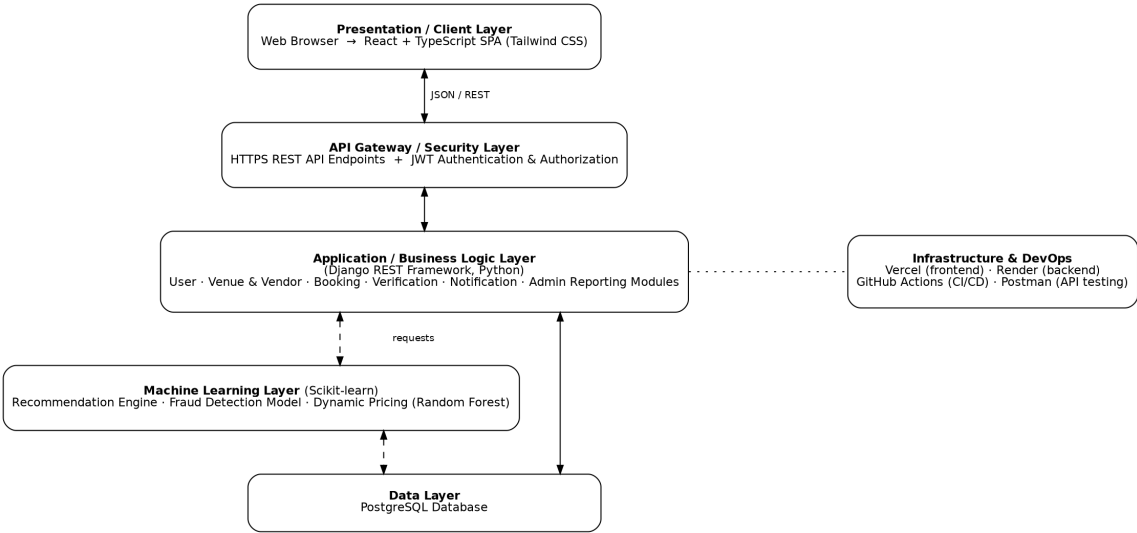 Presentation / Client Layer
Web Browser → React + TypeScript SPA (Tailwind CSS)
JSON / REST
API Gateway / Security Layer
HTTPS REST API Endpoints + JWT Authentication & Authorization
Application / Business Logic Layer
(Django REST Framework, Python)
User · Venue & Vendor · Booking · Verification · Notification · Admin Reporting Modules
Infrastructure & DevOps
Vercel (frontend) · Render (backend)
GitHub Actions (CI/CD) · Postman (API testing)
requests
Machine Learning Layer (Scikit-learn)
Recommendation Engine · Fraud Detection Model · Dynamic Pricing (Random Forest)
Data Layer
PostgreSQL Database